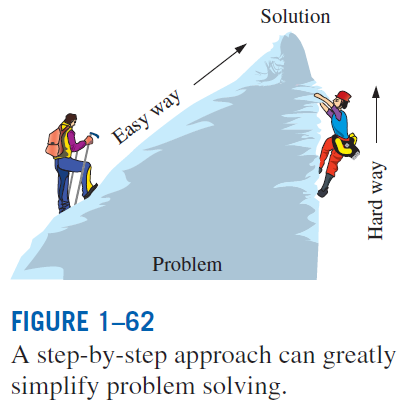 Solution
Easy way
Hard way
Problem
FIGURE 1–62
A step-by-step approach can greatly
simplify problem solving.